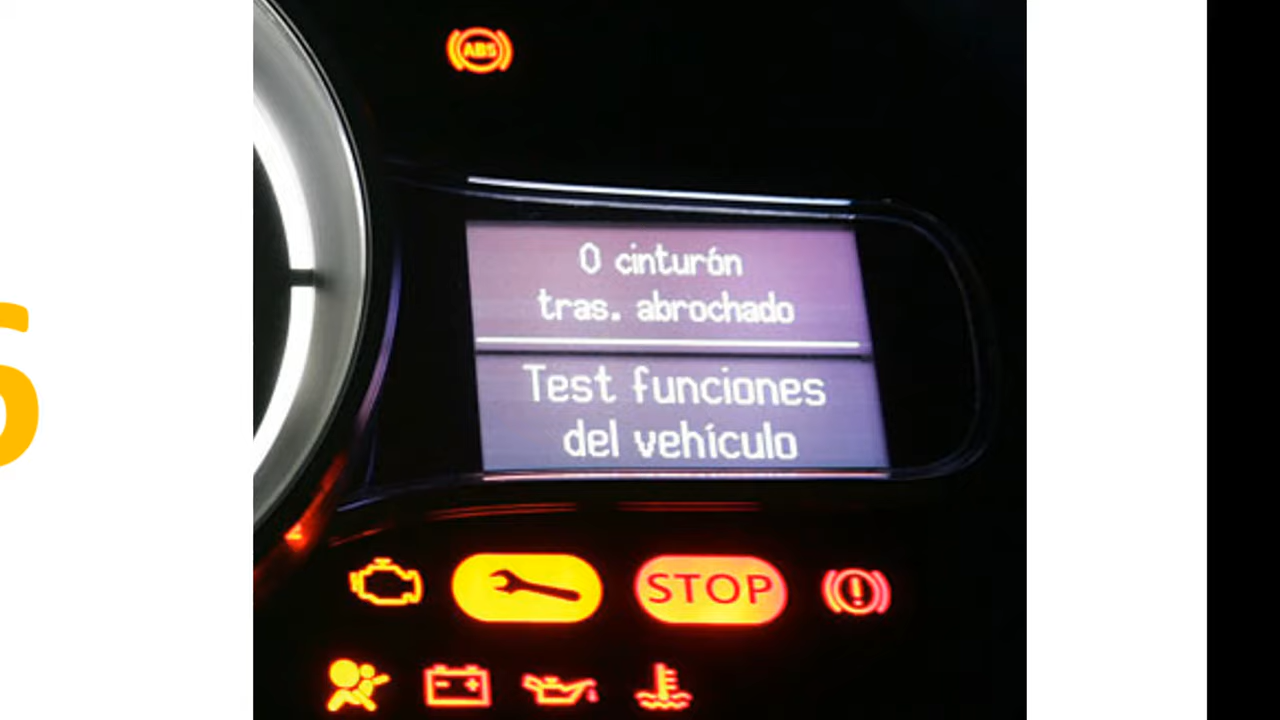 ABS
0 cinturón
tras. abrochado
Test funciones
del vehículo
STOP